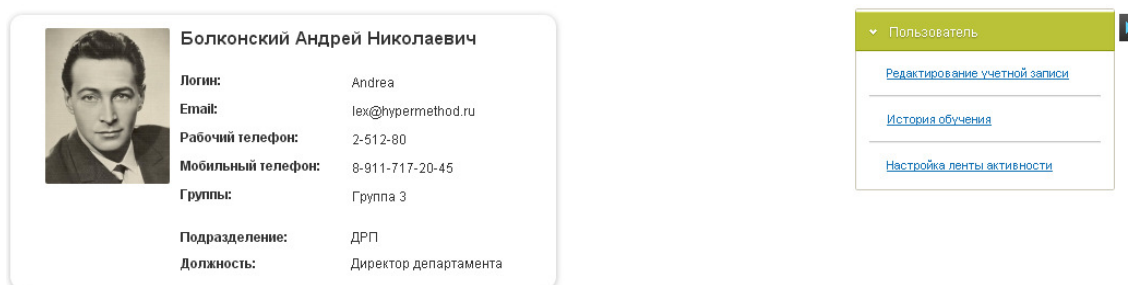 Болконский Андрей Николаевич
Логин: Andrea
Email: lex@hypermethod.ru
Рабочий телефон: 2-512-80
Мобильный телефон: 8-911-717-20-45
Группы: Группа 3
Подразделение: ДРП
Должность: Директор департамента
Пользователь
Редактирование учетной записи
История обучения
Настройка ленты активности